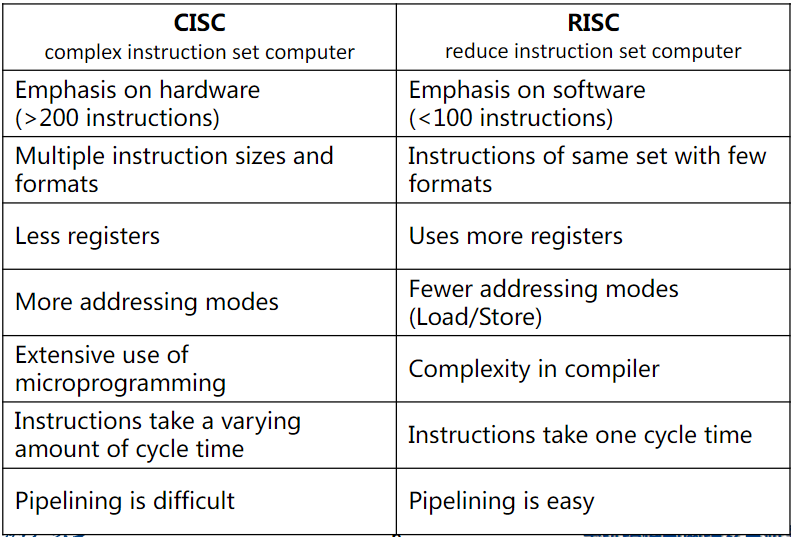 CISC
complex instruction set computer
RISC
reduce instruction set computer
Emphasis on hardware
(>200 instructions)
Emphasis on software
(<100 instructions)
Multiple instruction sizes and
formats
Instructions of same set with few
formats
Less registers
Uses more registers
More addressing modes
Fewer addressing modes
(Load/Store)
Extensive use of
microprogramming
Complexity in compiler
Instructions take a varying
amount of cycle time
Instructions take one cycle time
Pipelining is difficult
Pipelining is easy